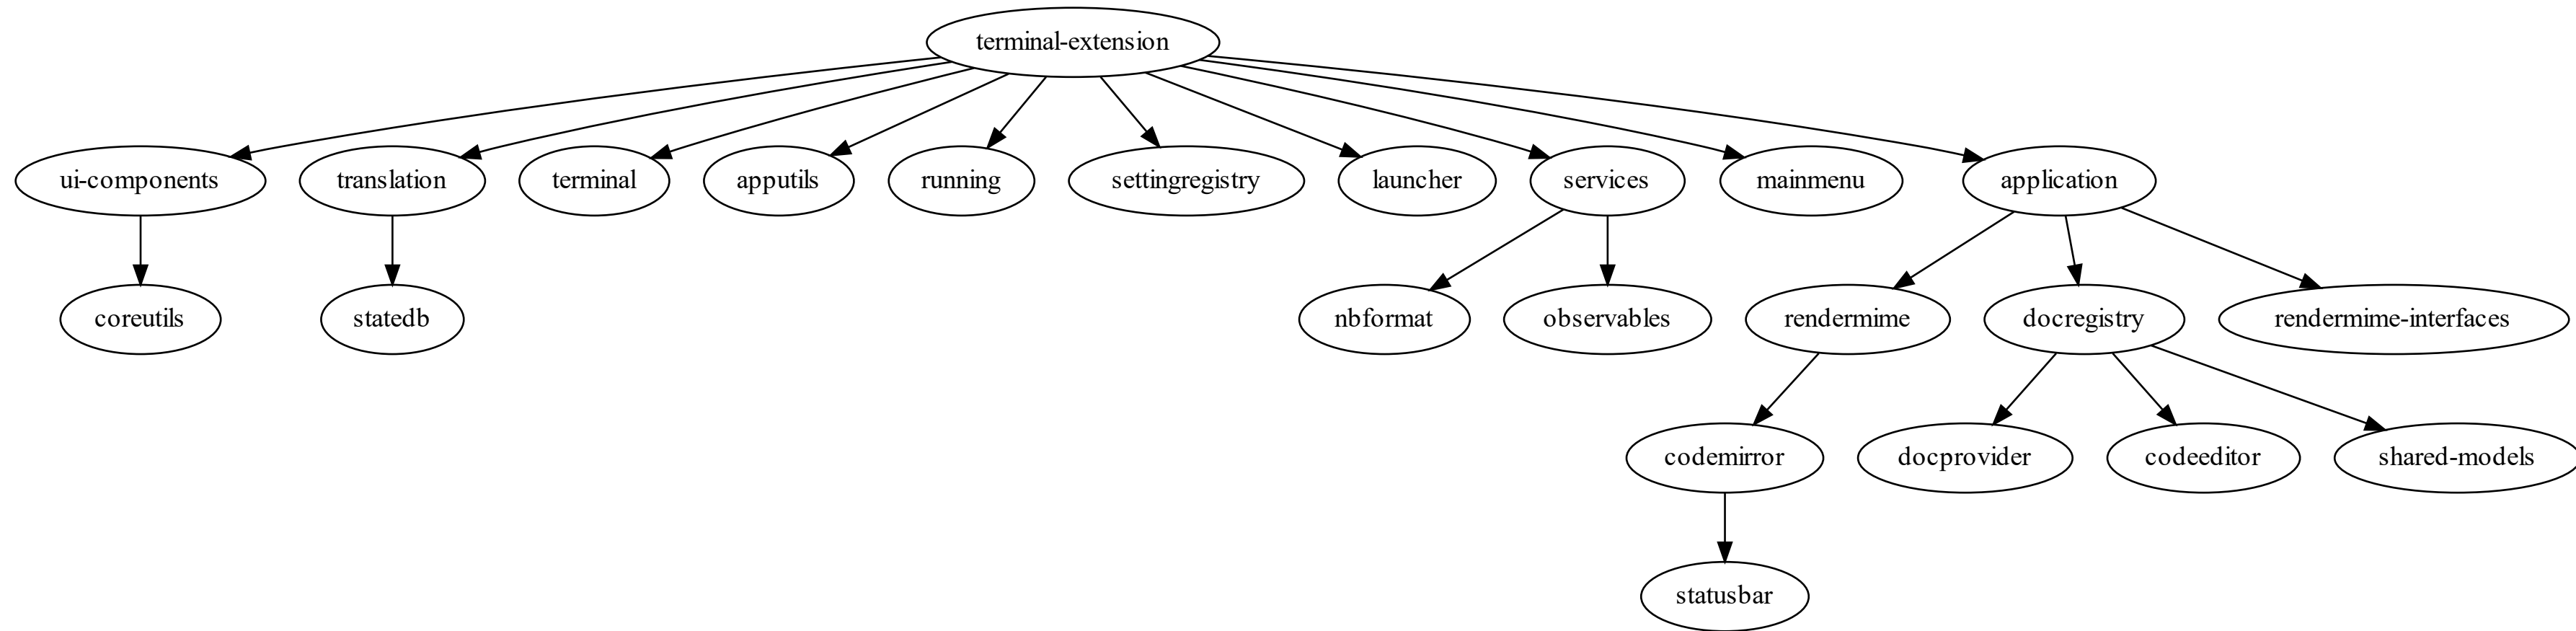 terminal-extension
ui-components
translation
terminal
apputils
running
settingregistry
launcher
services
mainmenu
application
coreutils
statedb
nbformat
observables
rendermime
docregistry
rendermime-interfaces
codemirror
docprovider
codeeditor
shared-models
statusbar